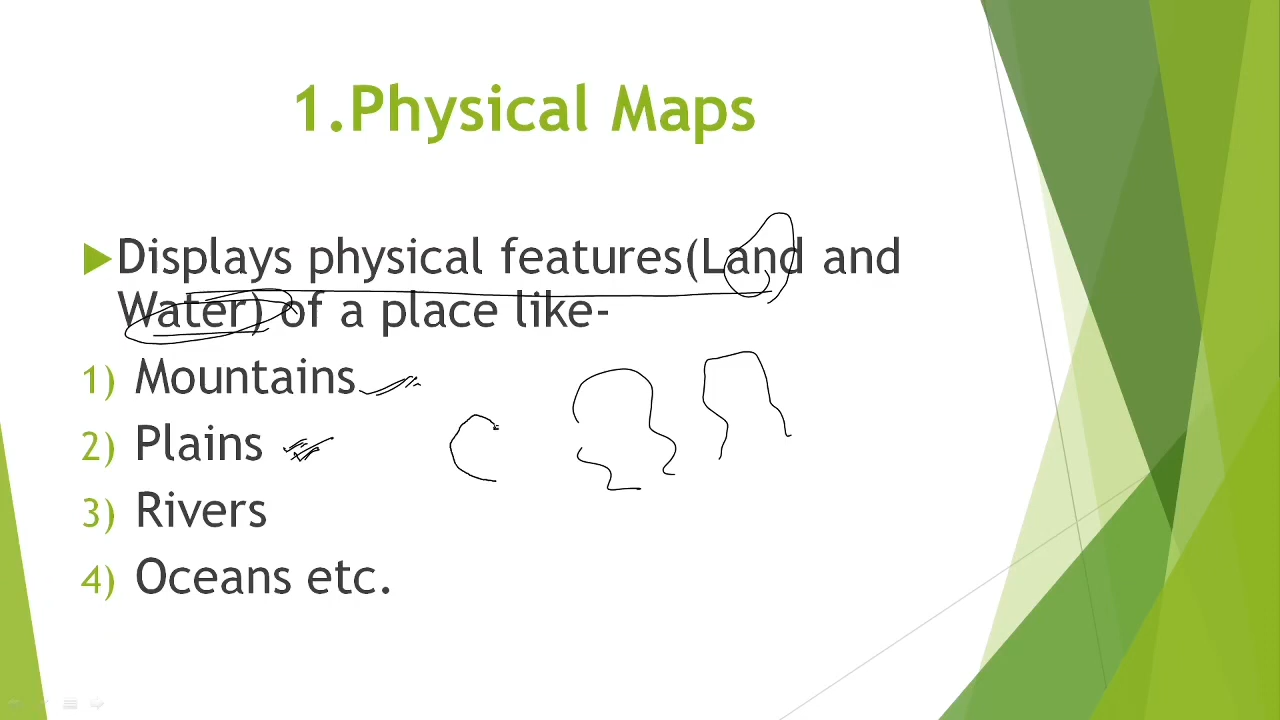 1.Physical Maps
Displays physical features(Land and
Water) of a place like-
1) Mountains
2) Plains
3) Rivers
4) Oceans etc.